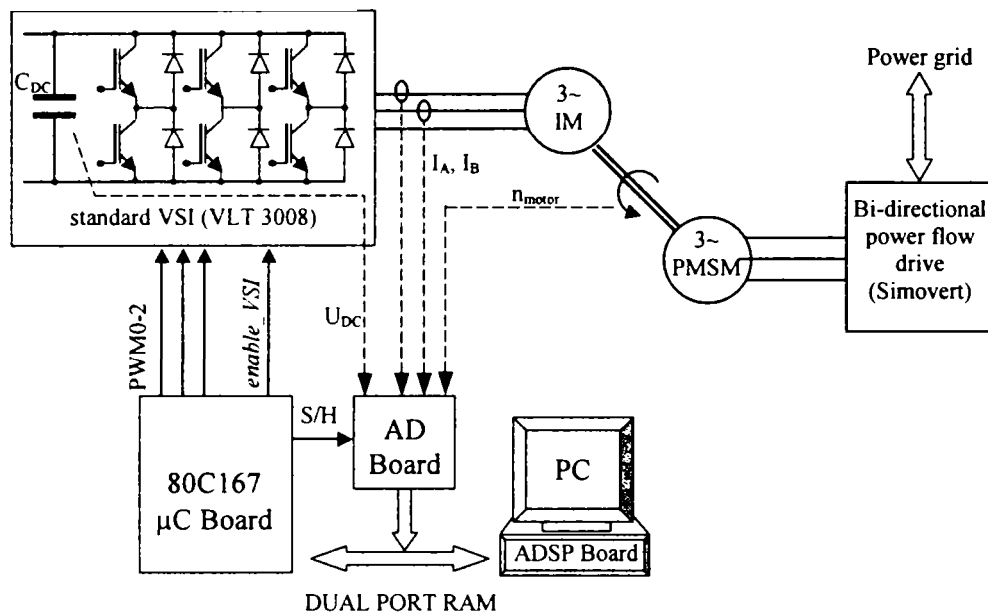 C_DC
standard VSI (VLT 3008)
3~
IM
Power grid
I_A, I_B
n_motor
3~
PMSM
Bi-directional
power flow
drive
(Simovert)
PWM0-2
enable_VSI
U_DC
S/H
80C167
µC Board
AD
Board
PC
ADSP Board
DUAL PORT RAM